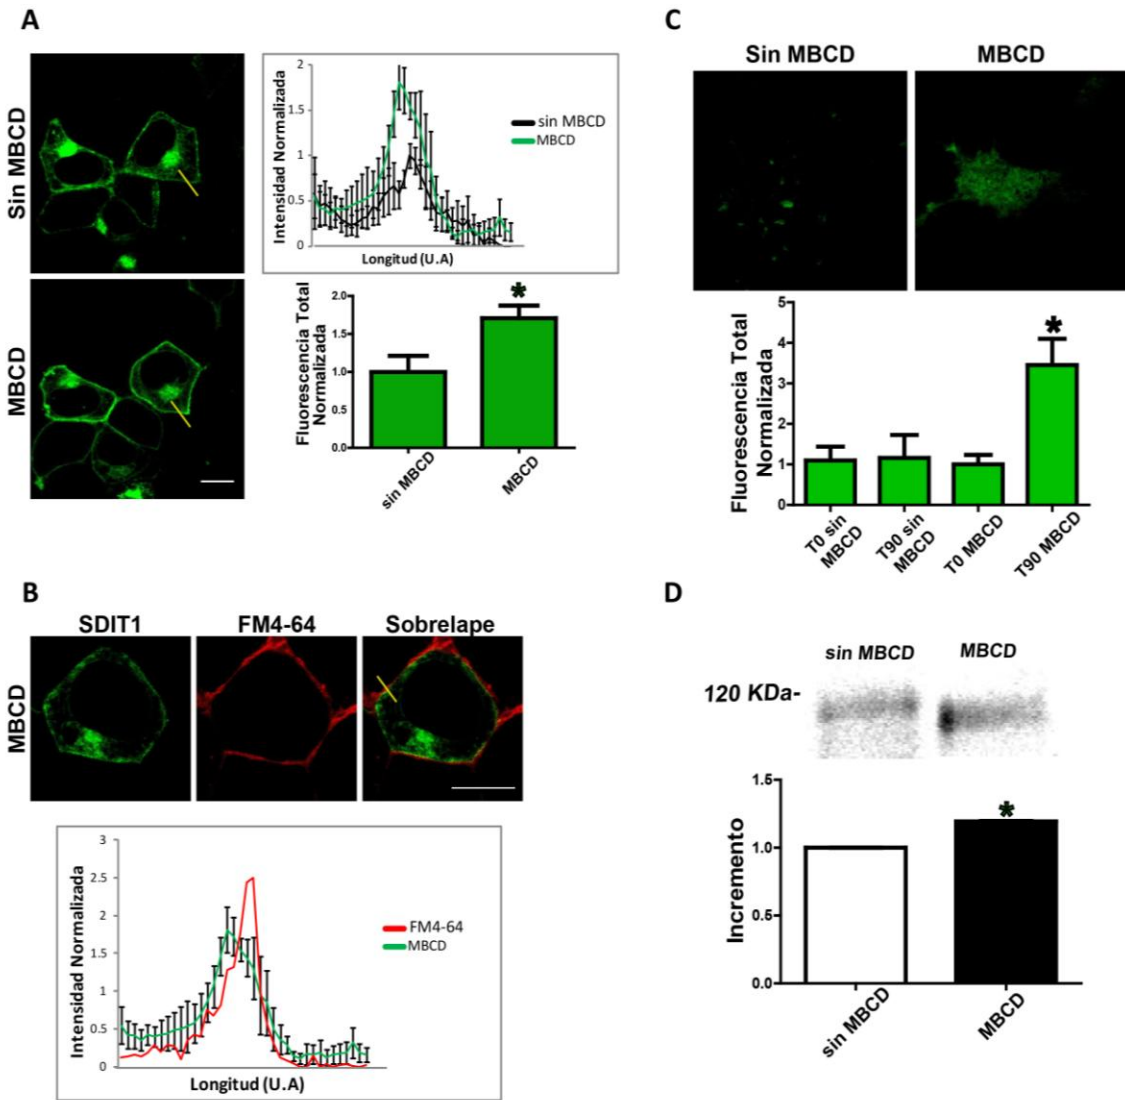 A
Sin MBCD
MBCD
Intensidad Normalizada
2
1.5
1
0.5
0
sin MBCD
MBCD
Longitud (U.A)
Fluorescencia Total
Normalizada
2.0
1.5
1.0
0.5
0.0
*
sin MBCD
MBCD
C
Sin MBCD
MBCD
Fluorescencia Total
Normalizada
5
4
3
2
1
0
*
T0 sin
MBCD
T90 sin
MBCD
T0 MBCD
T90 MBCD
B
SDIT1
FM4-64
Sobrelape
MBCD
Intensidad Normalizada
3
2.5
2
1.5
1
0.5
0
FM4-64
MBCD
Longitud (U.A)
D
sin MBCD
MBCD
120 KDa-
Incremento
1.5
1.0
0.5
0.0
*
sin MBCD
MBCD